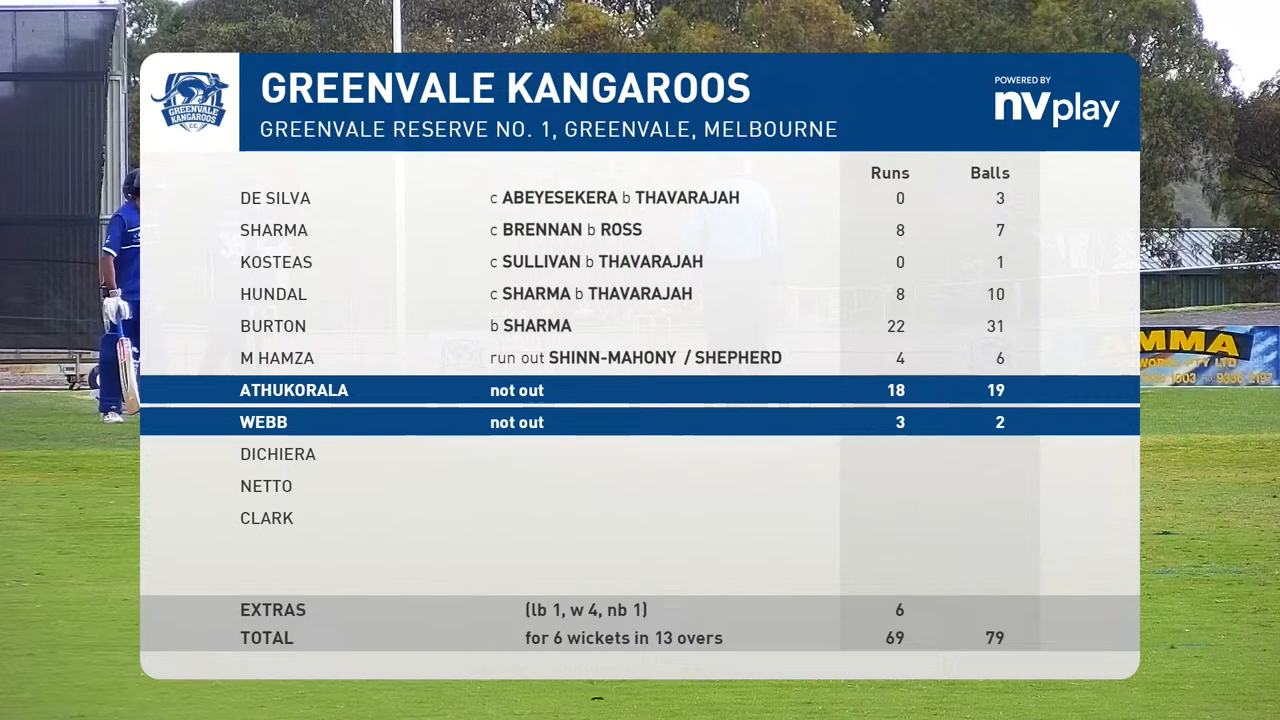 GREENVALE KANGAROOS
GREENVALE RESERVE NO. 1, GREENVALE, MELBOURNE
POWERED BY
nvplay
GREENVALE
KANGAROOS
C.C.
Runs Balls
DE SILVA c ABEYESEKERA b THAVARAJAH 0 3
SHARMA c BRENNAN b ROSS 8 7
KOSTEAS c SULLIVAN b THAVARAJAH 0 1
HUNDAL c SHARMA b THAVARAJAH 8 10
BURTON b SHARMA 22 31
M HAMZA run out SHINN-MAHONY / SHEPHERD 4 6
ATHUKORALA not out 18 19
WEBB not out 3 2
DICHIERA
NETTO
CLARK
EXTRAS (lb 1, w 4, nb 1) 6
TOTAL for 6 wickets in 13 overs 69 79